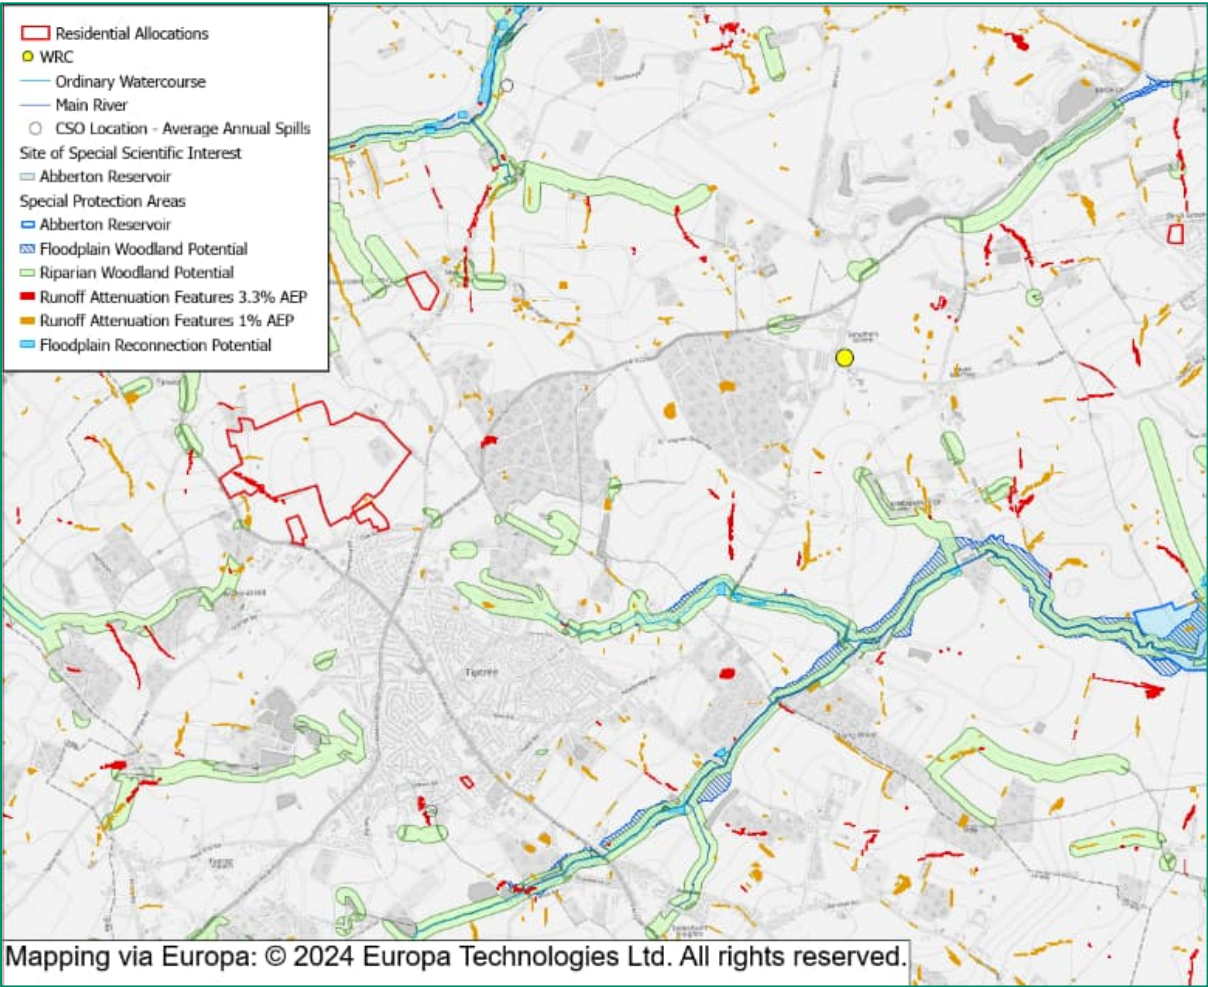 Residential Allocations
WRC
Ordinary Watercourse
Main River
CSO Location - Average Annual Spills
Site of Special Scientific Interest
Abberton Reservoir
Special Protection Areas
Abberton Reservoir
Floodplain Woodland Potential
Riparian Woodland Potential
Runoff Attenuation Features 3.3% AEP
Runoff Attenuation Features 1% AEP
Floodplain Reconnection Potential
Tiptree
Mapping via Europa: © 2024 Europa Technologies Ltd. All rights reserved.